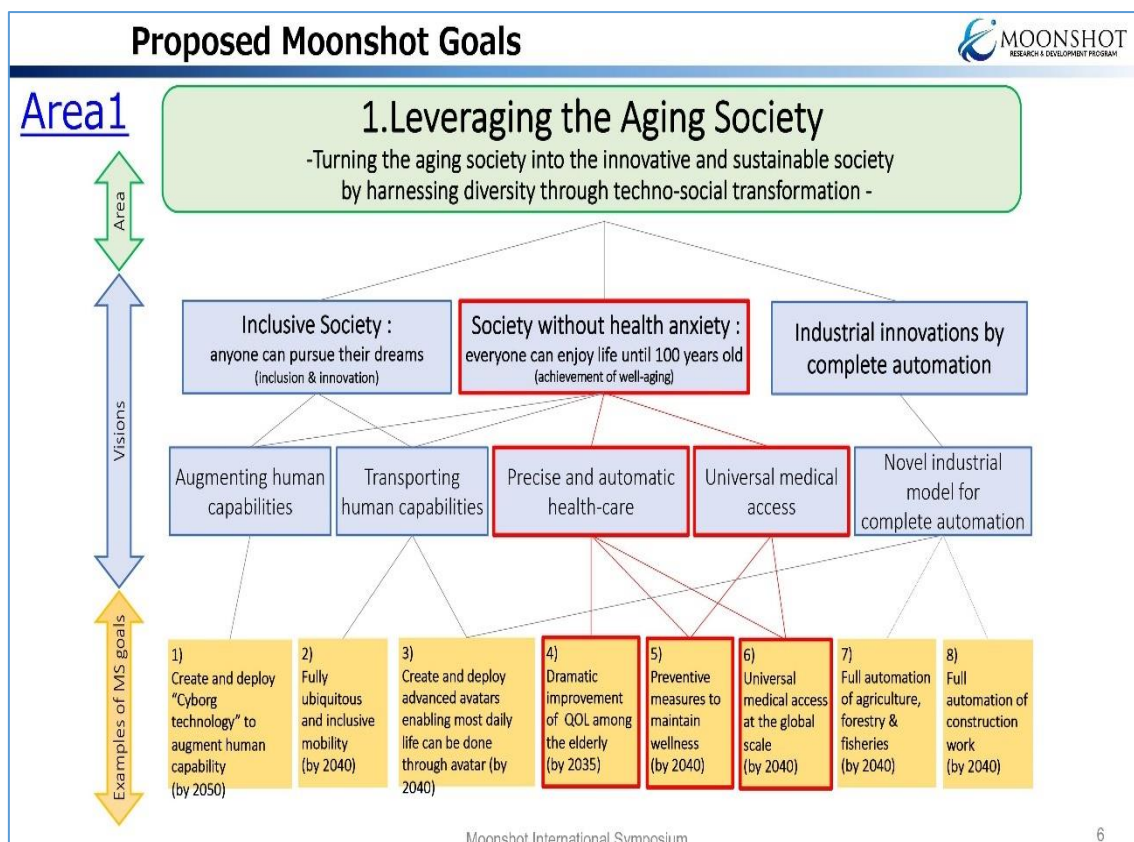 Proposed Moonshot Goals
MOONSHOT
RESEARCH & DEVELOPMENT PROGRAM
Area1
1.Leveraging the Aging Society
-Turning the aging society into the innovative and sustainable society
by harnessing diversity through techno-social transformation -
Area
Visions
Inclusive Society :
anyone can pursue their dreams
(inclusion & innovation)
Society without health anxiety :
everyone can enjoy life until 100 years old
(achievement of well-aging)
Industrial innovations by
complete automation
Augmenting human
capabilities
Transporting
human capabilities
Precise and automatic
health-care
Universal medical
access
Novel industrial
model for
complete automation
Examples of MS goals
1)
Create and deploy
"Cyborg
technology" to
augment human
capability
(by 2050)
2)
Fully
ubiquitous
and inclusive
mobility
(by 2040)
3)
Create and deploy
advanced avatars
enabling most daily
life can be done
through avatar (by
2040)
4)
Dramatic
improvement
of QOL among
the elderly
(by 2035)
5)
Preventive
measures to
maintain
wellness
(by 2040)
6)
Universal
medical access
at the global
scale
(by 2040)
7)
Full automation
of agriculture,
forestry &
fisheries
(by 2040)
8)
Full
automation of
construction
work
(by 2040)
Moonshot International Symposium
6